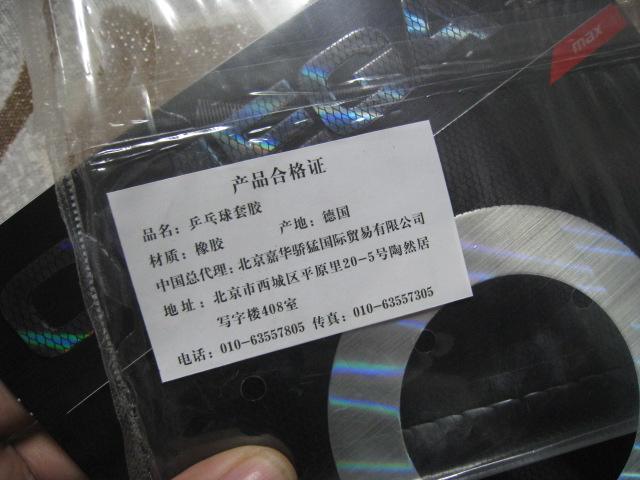 max
产品合格证
品名：乒乓球套胶
材质：橡胶 产地：德国
中国总代理：北京嘉华骄猛国际贸易有限公司
地址：北京市西城区平原里20-5号陶然居
写字楼408室
电话：010-63557805 传真：010-63557305